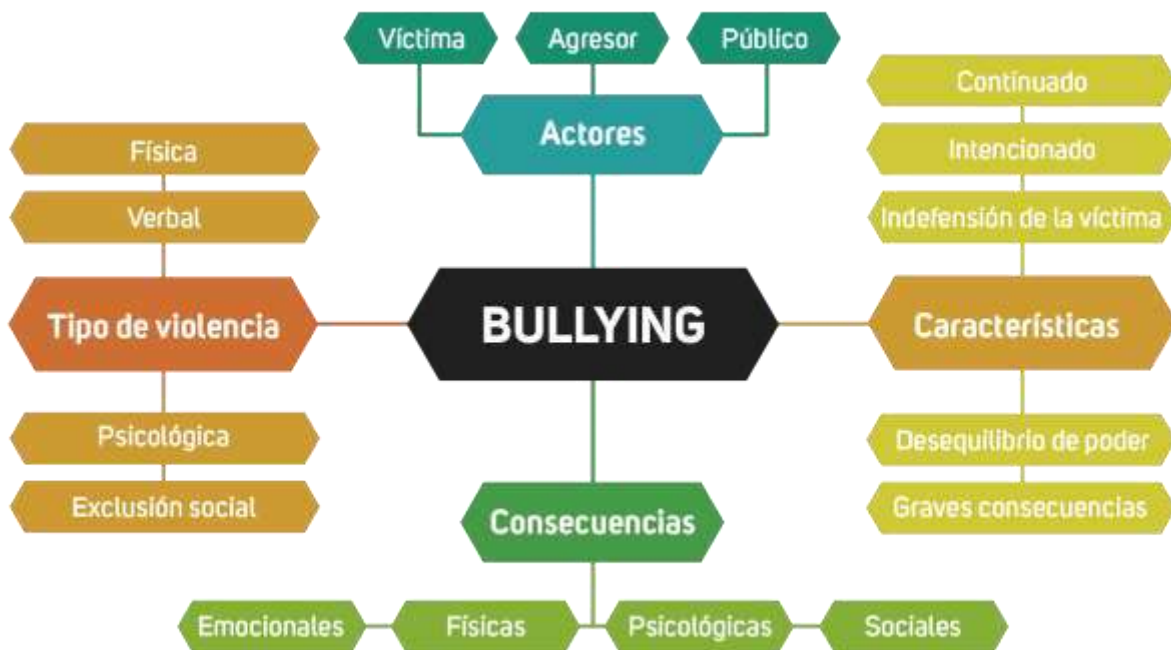 Víctima
Agresor
Público
Actores
Física
Verbal
Tipo de violencia
Psicológica
Exclusión social
BULLYING
Continuado
Intencionado
Indefensión de la víctima
Características
Desequilibrio de poder
Graves consecuencias
Consecuencias
Emocionales
Físicas
Psicológicas
Sociales